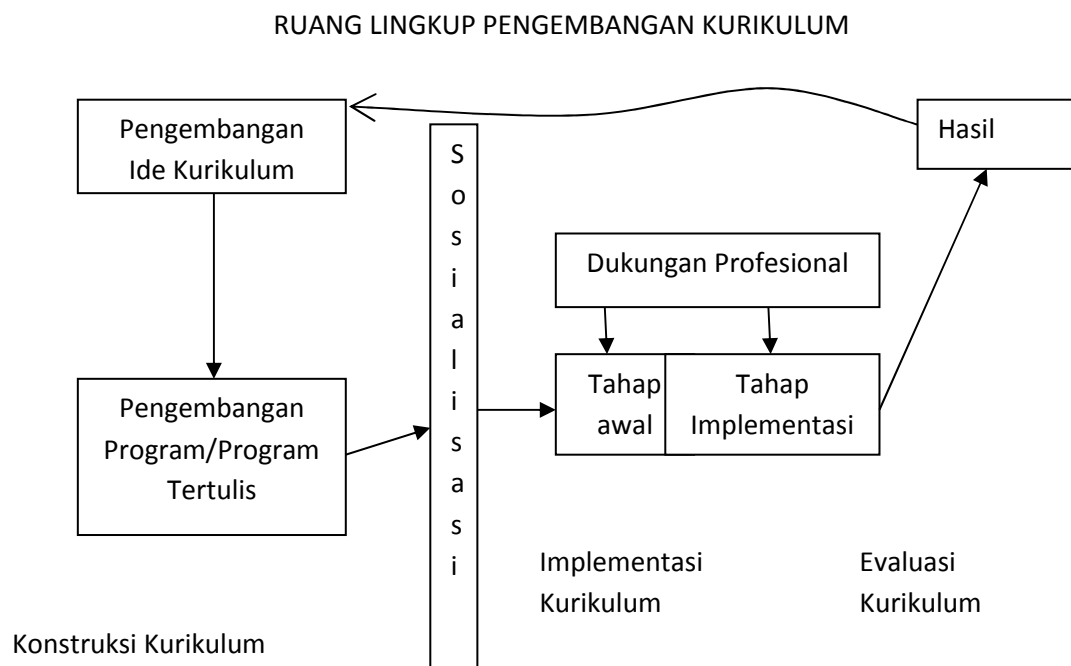 RUANG LINGKUP PENGEMBANGAN KURIKULUM
Pengembangan
Ide Kurikulum
Hasil
Sosialisasi
Dukungan Profesional
Tahap
awal
Tahap
Implementasi
Pengembangan
Program/Program
Tertulis
Implementasi
Kurikulum
Evaluasi
Kurikulum
Konstruksi Kurikulum